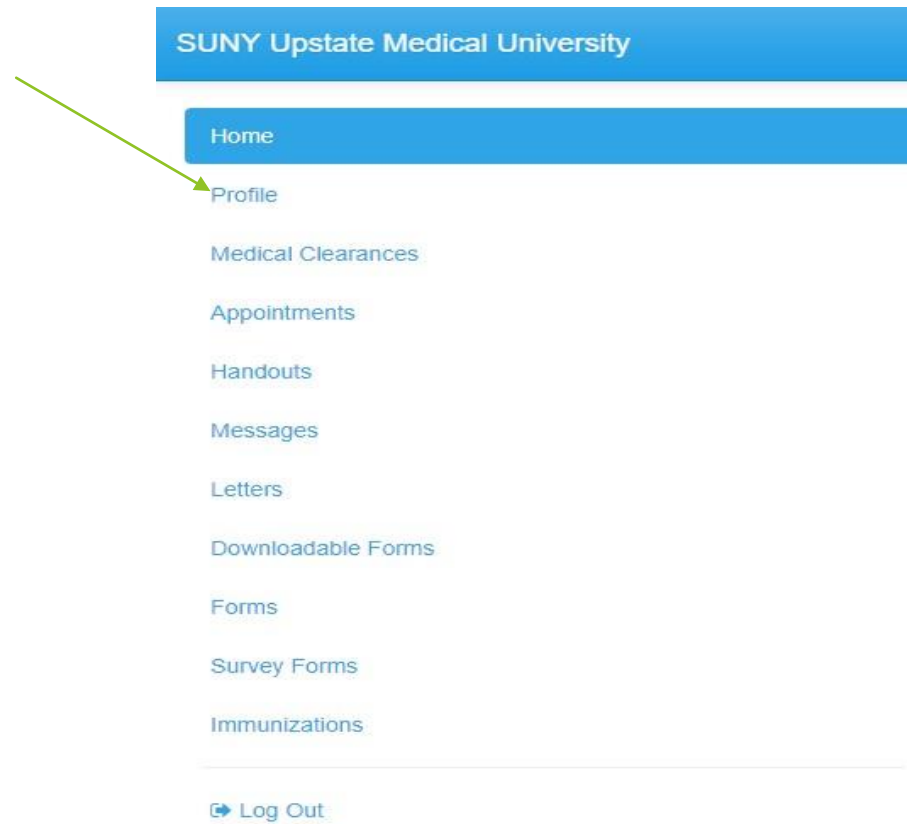 SUNY Upstate Medical University
Home
Profile
Medical Clearances
Appointments
Handouts
Messages
Letters
Downloadable Forms
Forms
Survey Forms
Immunizations
Log Out